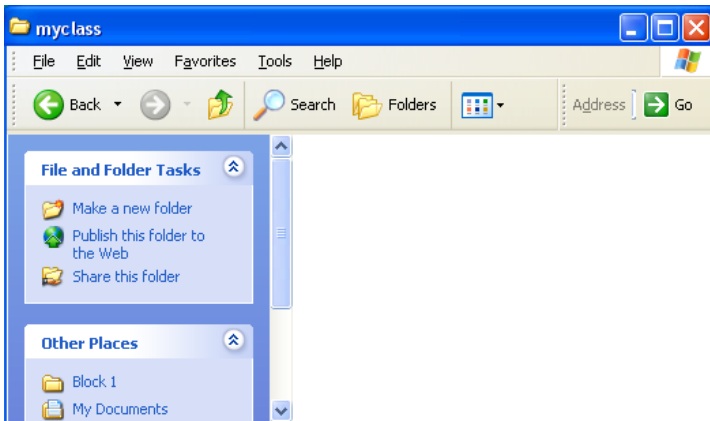 myclass
File Edit View Favorites Tools Help
Back Search Folders Address Go
File and Folder Tasks
Make a new folder
Publish this folder to
the Web
Share this folder
Other Places
Block 1
My Documents